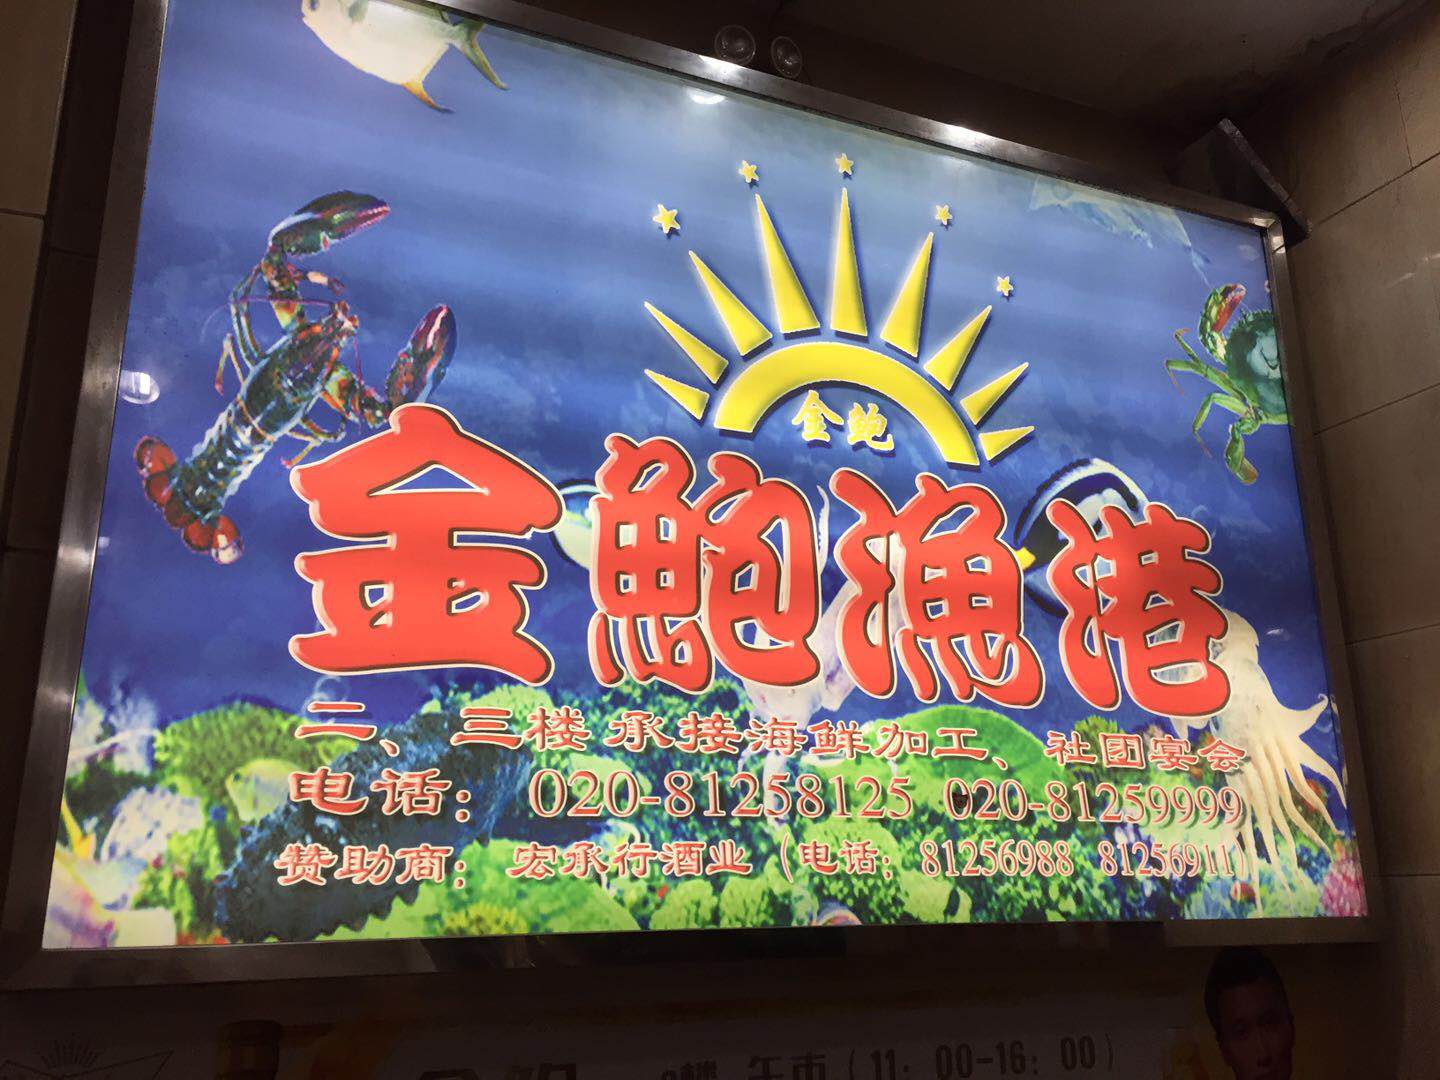 金鲍
金鲍渔港
二、三楼 承接海鲜加工、社团宴会
电话：020-81258125 020-81259999
赞助商：宏承行酒业（电话：81256988 81256911）
楼 午市（11：00-16：00）